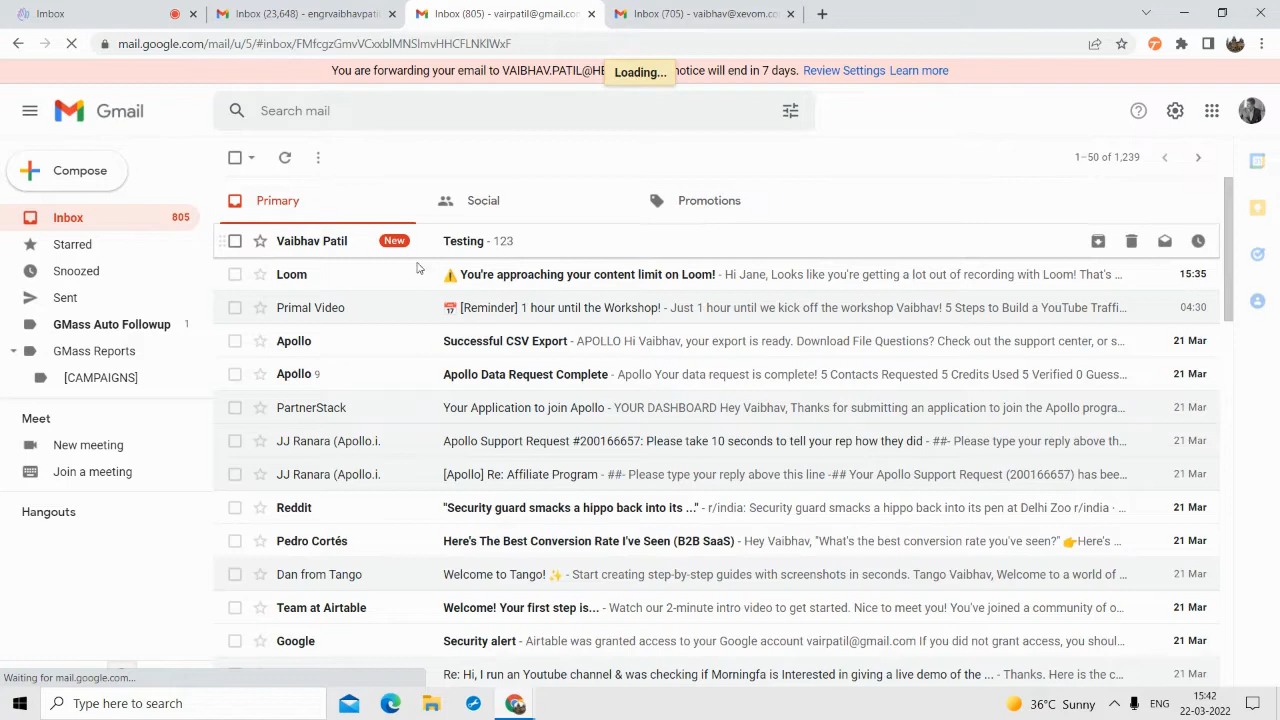 Imbox
Inbox (23,648) - engrvaibhavpatil
Inbox (805) - vairpatil@gmail.com
Inbox (705) - vaibhav@xevom.com
You are forwarding your email to VAIBHAV.PATIL@HE
Loading...
notice will end in 7 days. Review Settings Learn more
Gmail
Search mail
Compose
1–50 of 1,239
Primary
Social
Promotions
Inbox 805
Starred
Snoozed
Sent
GMass Auto Followup 1
GMass Reports
[CAMPAIGNS]
Meet
New meeting
Join a meeting
Hangouts
Vaibhav Patil New Testing - 123
Loom ⚠️ You're approaching your content limit on Loom! - Hi Jane, Looks like you're getting a lot out of recording with Loom! That's ... 15:35
Primal Video 📅 [Reminder] 1 hour until the Workshop! - Just 1 hour until we kick off the workshop Vaibhav! 5 Steps to Build a YouTube Traffi... 04:30
Apollo Successful CSV Export - APOLLO Hi Vaibhav, your export is ready. Download File Questions? Check out the support center, or s... 21 Mar
Apollo 9 Apollo Data Request Complete - Apollo Your data request is complete! 5 Contacts Requested 5 Credits Used 5 Verified 0 Guess... 21 Mar
PartnerStack Your Application to join Apollo - YOUR DASHBOARD Hey Vaibhav, Thanks for submitting an application to join the Apollo progra... 21 Mar
JJ Ranara (Apollo.i. Apollo Support Request #200166657: Please take 10 seconds to tell your rep how they did - ##- Please type your reply above th... 21 Mar
JJ Ranara (Apollo.i. [Apollo] Re: Affiliate Program - ##- Please type your reply above this line -## Your Apollo Support Request (200166657) has bee... 21 Mar
Reddit "Security guard smacks a hippo back into its ..." - r/india: Security guard smacks a hippo back into its pen at Delhi Zoo r/india · ... 21 Mar
Pedro Cortés Here's The Best Conversion Rate I've Seen (B2B SaaS) - Hey Vaibhav, "What's the best conversion rate you've seen?" 👉Here's ... 21 Mar
Dan from Tango Welcome to Tango! ✨ - Start creating step-by-step guides with screenshots in seconds. Tango Vaibhav, Welcome to a world of ... 21 Mar
Team at Airtable Welcome! Your first step is... - Watch our 2-minute intro video to get started. Nice to meet you! You've joined a community of o... 21 Mar
Google Security alert - Airtable was granted access to your Google account vairpatil@gmail.com If you did not grant access, you shoul... 21 Mar
Re: Hi, I run an Youtube channel & was checking if Morningfa is Interested in giving a live demo of the ... - Thanks. Here is the c... 21 Mar
Waiting for mail.google.com...
Type here to search
36°C Sunny
ENG
15:42
22-03-2022